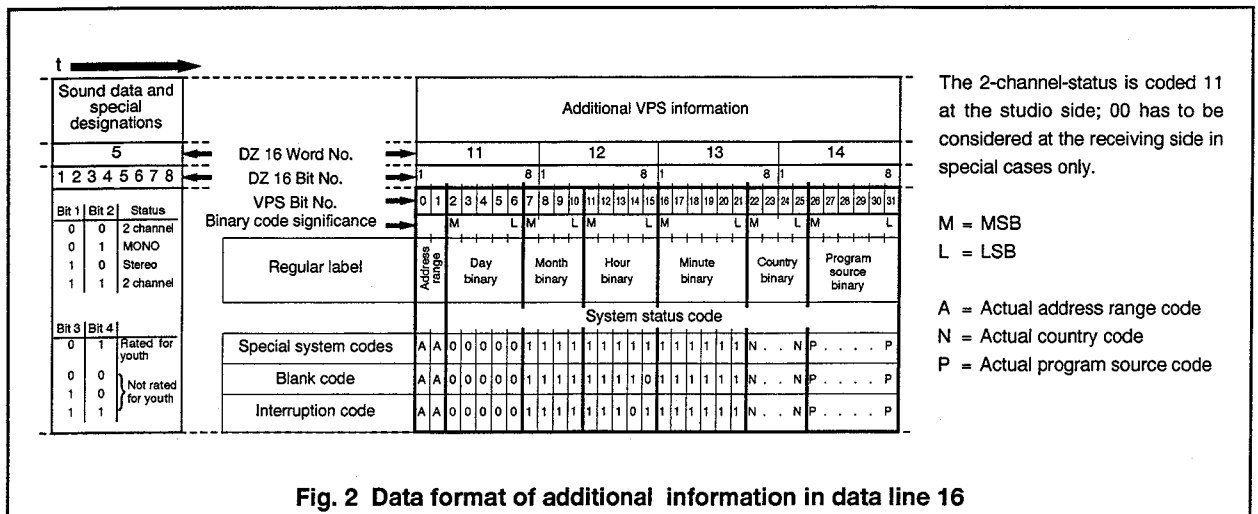 t
Sound data and
special
designations
Additional VPS information
5 DZ 16 Word No. 11 12 13 14
1 2 3 4 5 6 7 8 DZ 16 Bit No. 1 8 1 8 1 8 1 8
VPS Bit No. 0 1 2 3 4 5 6 7 8 9 10 11 12 13 14 15 16 17 18 19 20 21 22 23 24 25 26 27 28 29 30 31
Binary code significance M L M L M L M L M L M L
Bit 1 Bit 2 Status
0 0 2 channel
0 1 MONO
1 0 Stereo
1 1 2 channel
Regular label
Address
range
Day
binary
Month
binary
Hour
binary
Minute
binary
Country
binary
Program
source
binary
System status code
Bit 3 Bit 4
0 1 Rated for
youth
0 0
1 0
1 1
Not rated
for youth
Special system codes A A 0 0 0 0 0 1 1 1 1 1 1 1 1 1 1 1 1 1 1 1 N . . N P . . . . P
Blank code A A 0 0 0 0 0 1 1 1 1 1 1 1 1 0 1 1 1 1 1 1 N . . N P . . . . P
Interruption code A A 0 0 0 0 0 1 1 1 1 1 1 1 0 1 1 1 1 1 1 1 N . . N P . . . . P
The 2-channel-status is coded 11
at the studio side; 00 has to be
considered at the receiving side in
special cases only.
M = MSB
L = LSB
A = Actual address range code
N = Actual country code
P = Actual program source code
Fig. 2 Data format of additional information in data line 16